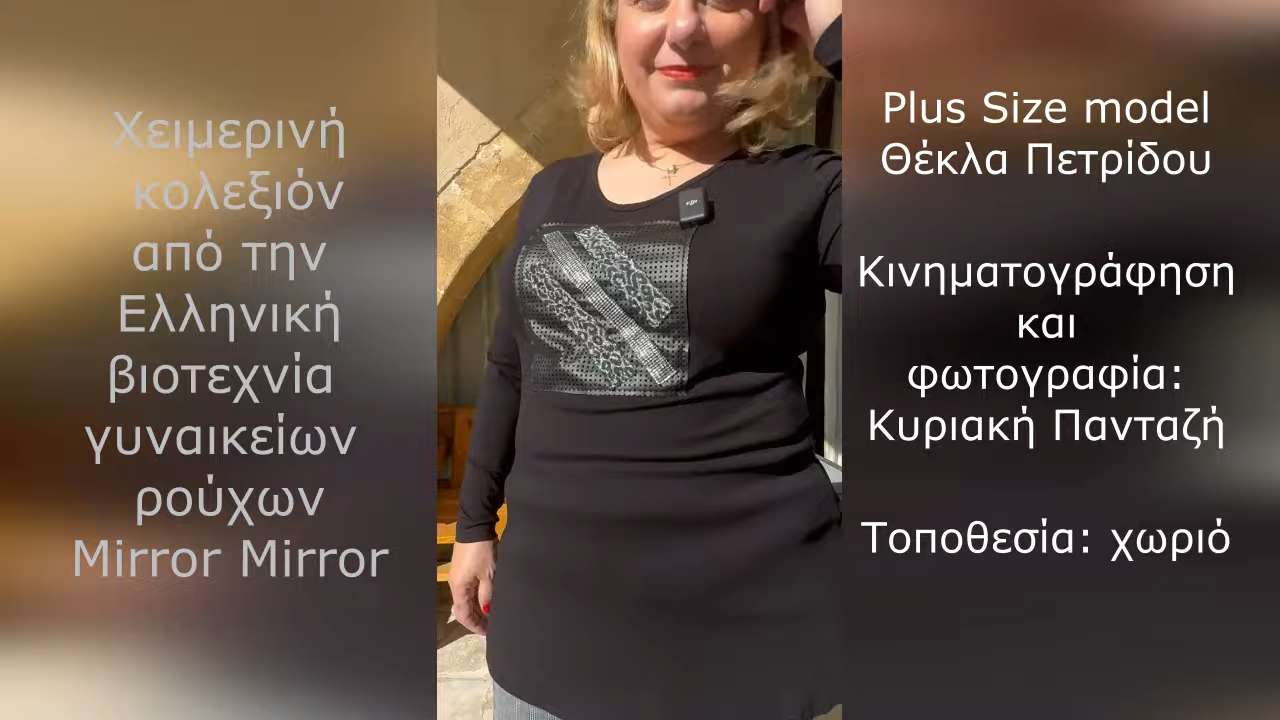 Χειμερινή
κολεξιόν
από την
Ελληνική
βιοτεχνία
γυναικείων
ρούχων
Mirror Mirror
Plus Size model
Θέκλα Πετρίδου
Κινηματογράφηση
και
φωτογραφία:
Κυριακή Πανταζή
Τοποθεσία: χωριό
dji